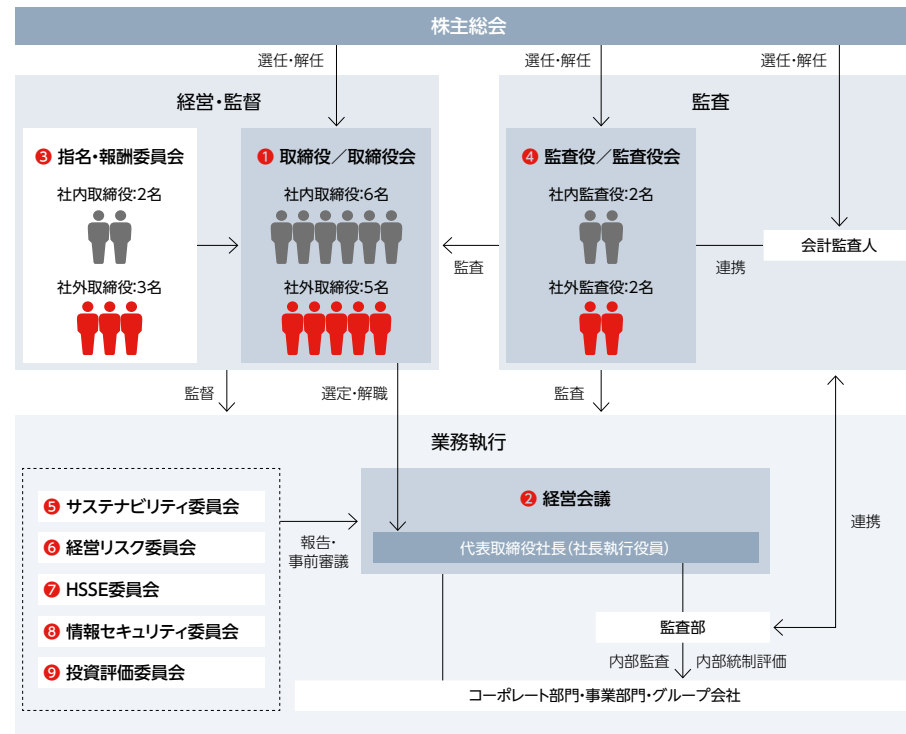 株主総会
選任・解任
選任・解任
選任・解任
経営・監督
監査
❸ 指名・報酬委員会
社内取締役:2名
社外取締役:3名
❶ 取締役／取締役会
社内取締役:6名
社外取締役:5名
❹ 監査役／監査役会
社内監査役:2名
社外監査役:2名
監査
連携
会計監査人
監督
選定・解職
監査
業務執行
❺ サステナビリティ委員会
❻ 経営リスク委員会
❼ HSSE委員会
❽ 情報セキュリティ委員会
❾ 投資評価委員会
報告・
事前審議
❷ 経営会議
代表取締役社長（社長執行役員）
連携
監査部
内部監査
内部統制評価
コーポレート部門・事業部門・グループ会社